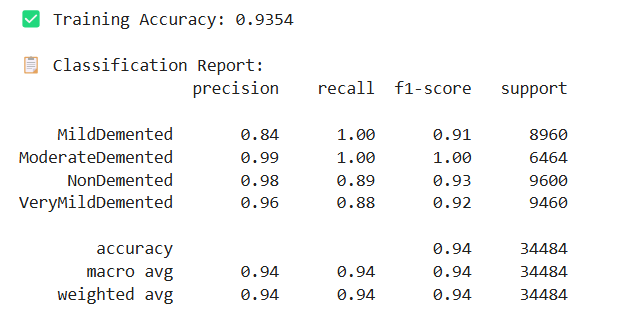 ✅ Training Accuracy: 0.9354
📋 Classification Report:
precision recall f1-score support
MildDemented 0.84 1.00 0.91 8960
ModerateDemented 0.99 1.00 1.00 6464
NonDemented 0.98 0.89 0.93 9600
VeryMildDemented 0.96 0.88 0.92 9460
accuracy 0.94 34484
macro avg 0.94 0.94 0.94 34484
weighted avg 0.94 0.94 0.94 34484